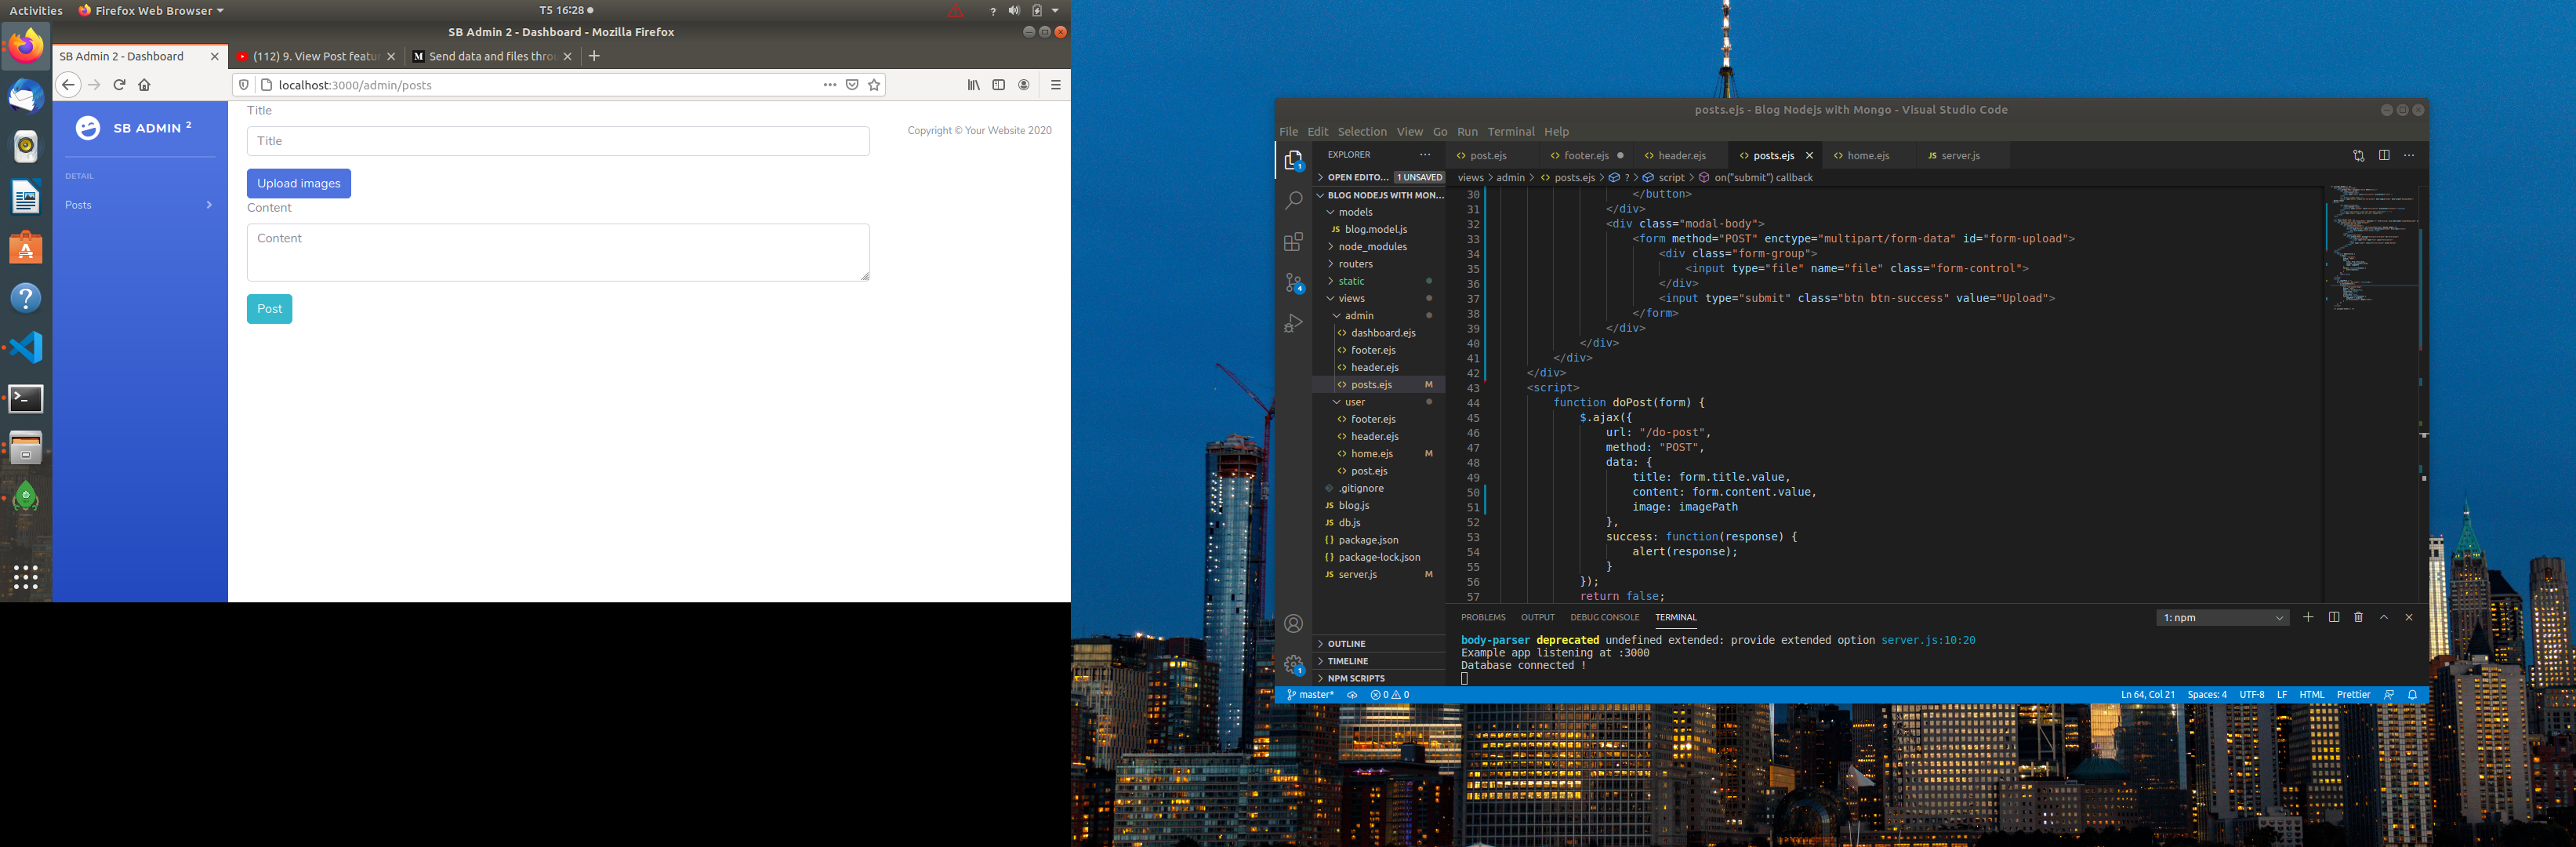 Activities
Firefox Web Browser
T5 16:28
SB Admin 2 - Dashboard - Mozilla Firefox
SB Admin 2 - Dashboard
(112) 9. View Post featur
Send data and files throu
localhost:3000/admin/posts
SB ADMIN 2
DETAIL
Posts
Title
Title
Upload images
Content
Content
Post
Copyright © Your Website 2020
posts.ejs - Blog Nodejs with Mongo - Visual Studio Code
File Edit Selection View Go Run Terminal Help
EXPLORER
post.ejs
footer.ejs
header.ejs
posts.ejs
home.ejs
JS server.js
OPEN EDITO... 1 UNSAVED
views > admin > posts.ejs > ? > script > on("submit") callback
BLOG NODEJS WITH MON...
models
JS blog.model.js
node_modules
routers
static
views
admin
dashboard.ejs
footer.ejs
header.ejs
posts.ejs M
user
footer.ejs
header.ejs
home.ejs M
post.ejs
.gitignore
JS blog.js
JS db.js
{} package.json
{} package-lock.json
JS server.js M
OUTLINE
TIMELINE
NPM SCRIPTS
30 </button>
31 </div>
32 <div class="modal-body">
33 <form method="POST" enctype="multipart/form-data" id="form-upload">
34 <div class="form-group">
35 <input type="file" name="file" class="form-control">
36 </div>
37 <input type="submit" class="btn btn-success" value="Upload">
38 </form>
39 </div>
40 </div>
41 </div>
42 </div>
43 <script>
44 function doPost(form) {
45 $.ajax({
46 url: "/do-post",
47 method: "POST",
48 data: {
49 title: form.title.value,
50 content: form.content.value,
51 image: imagePath
52 },
53 success: function(response) {
54 alert(response);
55 }
56 });
57 return false;
PROBLEMS OUTPUT DEBUG CONSOLE TERMINAL
1: npm
body-parser deprecated undefined extended: provide extended option server.js:10:20
Example app listening at :3000
Database connected !
master*
0 0
Ln 64, Col 21
Spaces: 4
UTF-8
LF
HTML
Prettier